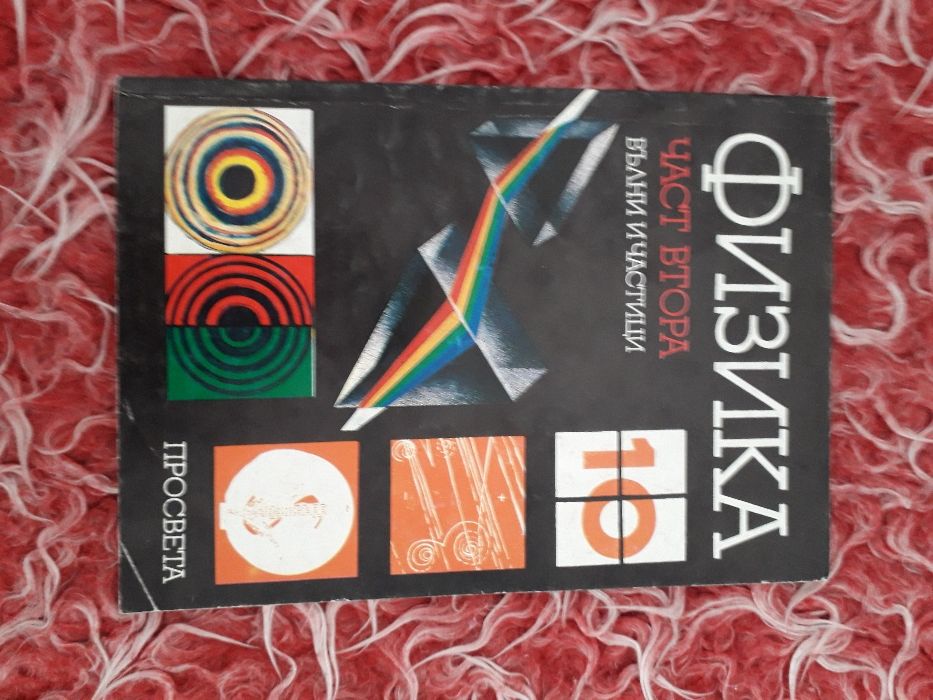 ФИЗИКА
ЧАСТ ВТОРА
ВЪЛНИ И ЧАСТИЦИ
10
ПРОСВЕТА